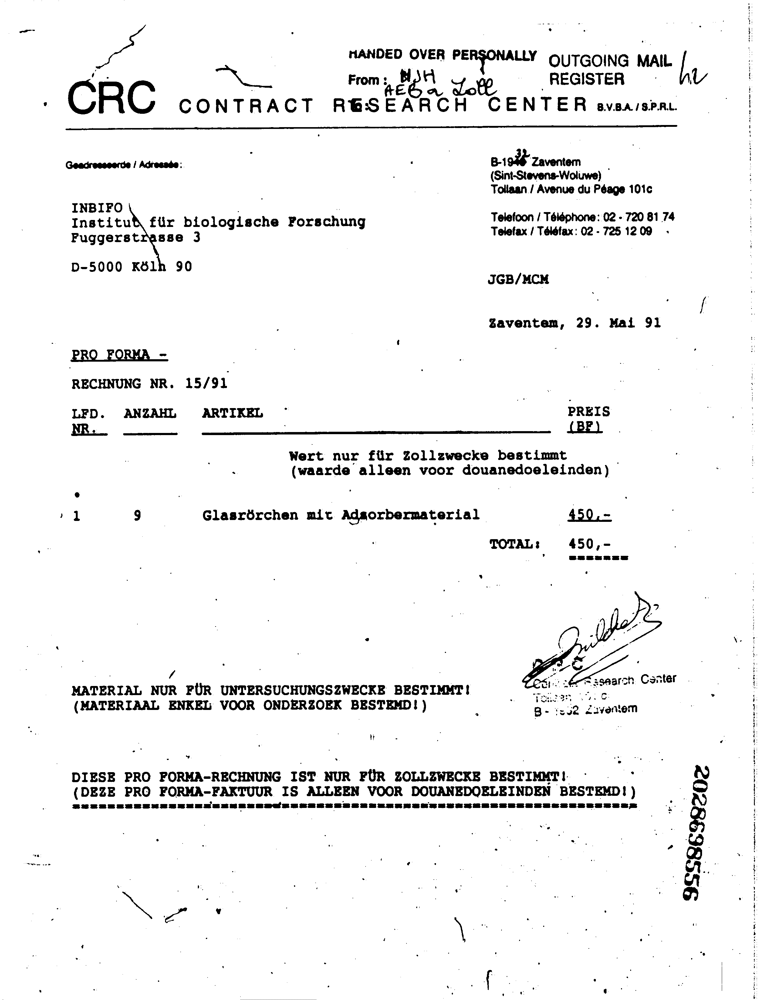 HANDED OVER PERSONALLY
OUTGOING MAIL
REGISTER
From: NJH
CRC CONTRACT RESEARCH CENTER B.V.B.A. / S.P.R.L.
Geadresseerde / Adressée:
INBIFO
Institut für biologische Forschung
Fuggerstrasse 3
D-5000 Köln 90
B-1932 Zaventem
(Sint-Stevens-Woluwe)
Tollaan / Avenue du Péage 101c
Telefoon / Téléphone: 02 - 720 81 74
Telefax / Téléfax: 02 - 725 12 09
JGB/MCM
Zaventem, 29. Mai 91
PRO FORMA -
RECHNUNG NR. 15/91
LFD. ANZAHL ARTIKEL PREIS
NR. (BF)
Wert nur für Zollzwecke bestimmt
(waarde alleen voor douanedoeleinden)
1 9 Glasrörchen mit Adsorbermaterial 450,-
TOTAL: 450,-
Research Center
B - 1932 Zaventem
MATERIAL NUR FÜR UNTERSUCHUNGSZWECKE BESTIMMT!
(MATERIAAL ENKEL VOOR ONDERZOEK BESTEMD!)
DIESE PRO FORMA-RECHNUNG IST NUR FÜR ZOLLZWECKE BESTIMMT!
(DEZE PRO FORMA-FAKTUUR IS ALLEEN VOOR DOUANEDOELEINDEN BESTEMD!)
2028698556